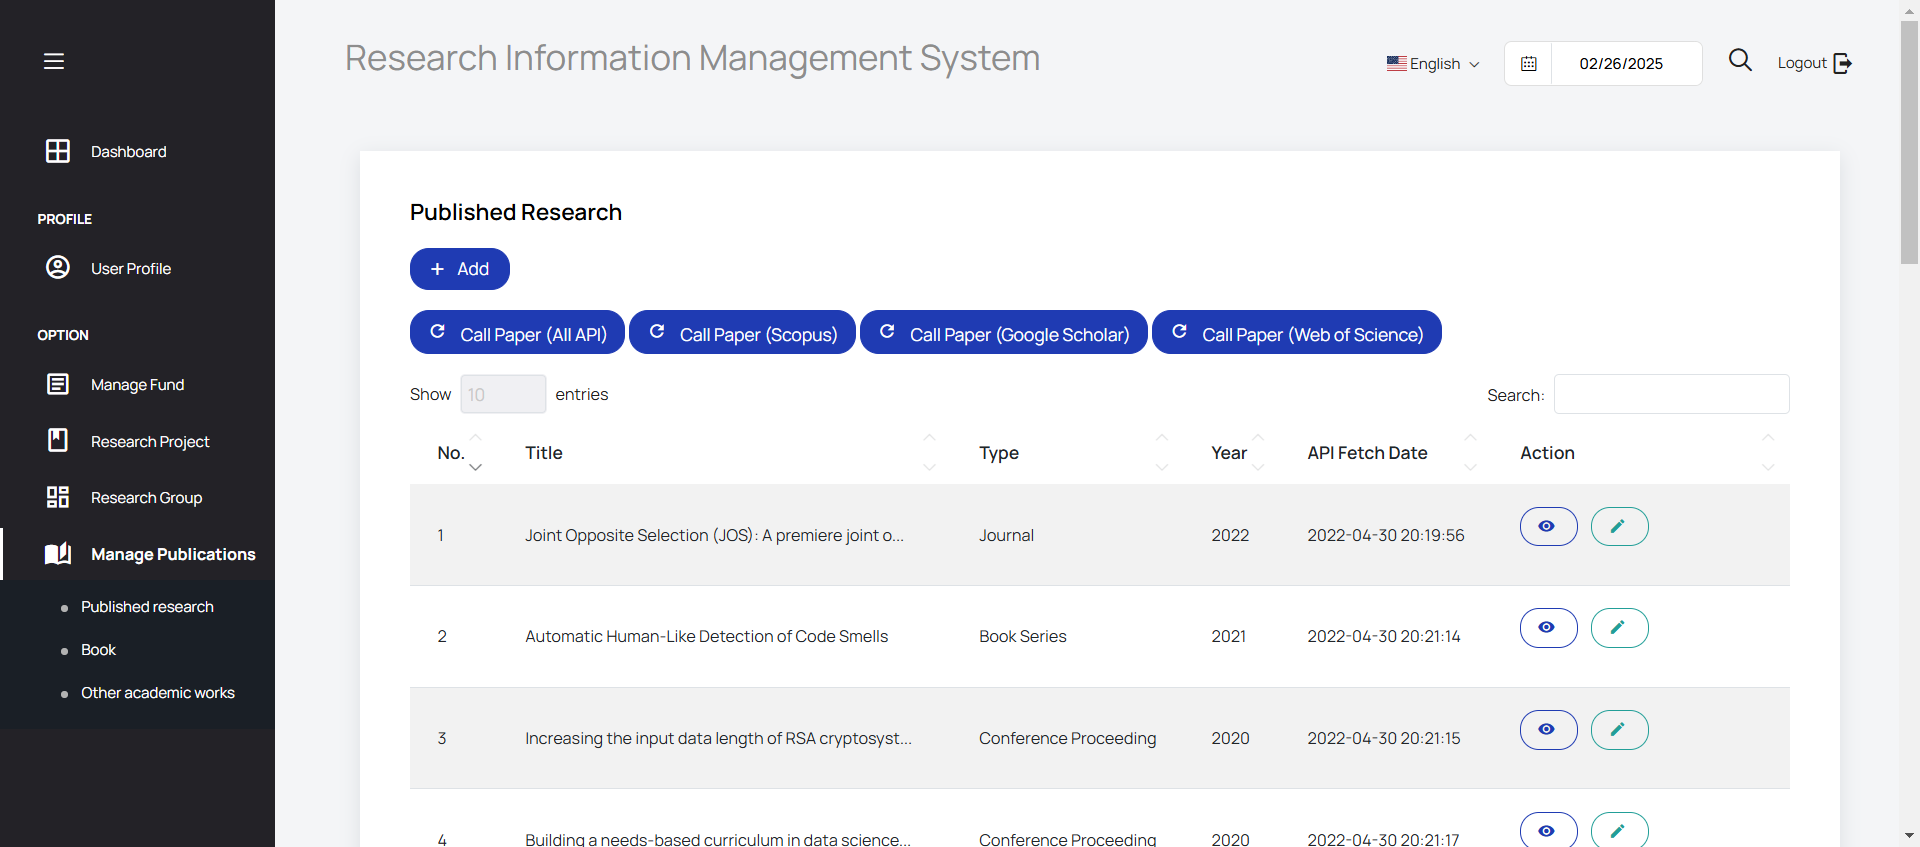 Research Information Management System
English
02/26/2025
Logout
Dashboard
PROFILE
User Profile
OPTION
Manage Fund
Research Project
Research Group
Manage Publications
Published research
Book
Other academic works
Published Research
+ Add
Call Paper (All API) Call Paper (Scopus) Call Paper (Google Scholar) Call Paper (Web of Science)
Show 10 entries Search:
No. Title Type Year API Fetch Date Action
1 Joint Opposite Selection (JOS): A premiere joint o... Journal 2022 2022-04-30 20:19:56
2 Automatic Human-Like Detection of Code Smells Book Series 2021 2022-04-30 20:21:14
3 Increasing the input data length of RSA cryptosyst... Conference Proceeding 2020 2022-04-30 20:21:15
4 Building a needs-based curriculum in data science... Conference Proceeding 2020 2022-04-30 20:21:17